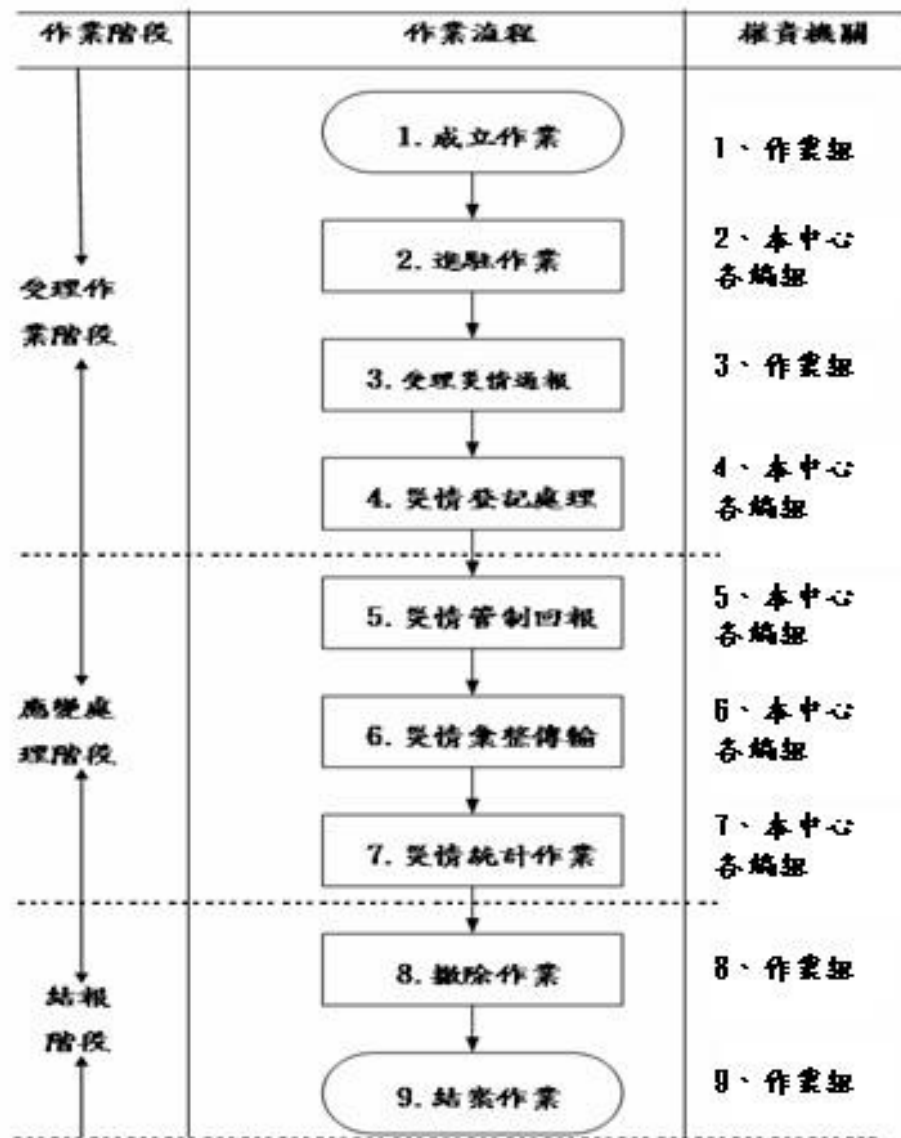 作業階段
作業流程
權責機關
1. 成立作業
1、作業組
2. 進駐作業
2、本中心
各編組
受理作
業階段
3. 受理災情通報
3、作業組
4. 災情登記處理
4、本中心
各編組
5. 災情管制回報
5、本中心
各編組
應變處
理階段
6. 災情彙整傳輸
6、本中心
各編組
7. 災情統計作業
7、本中心
各編組
8. 撤除作業
8、作業組
結報
階段
9. 結案作業
9、作業組